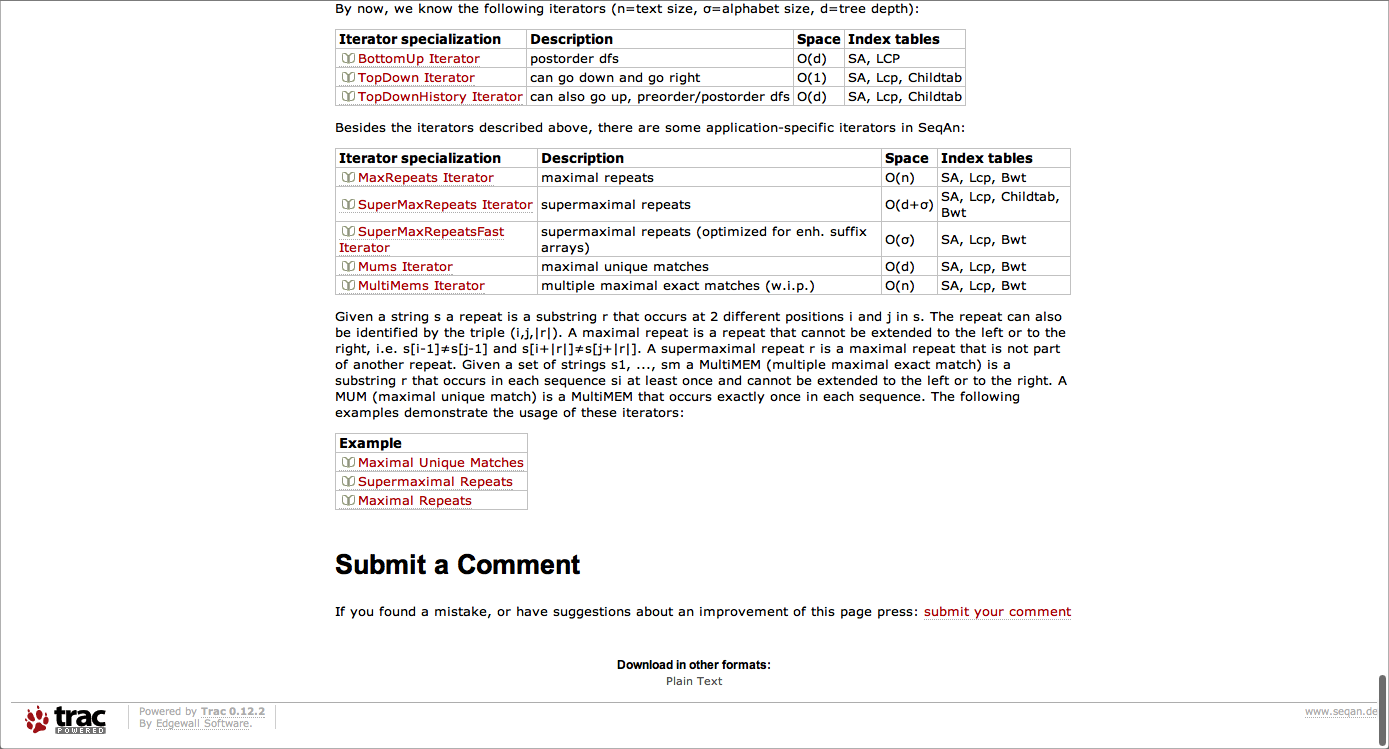 By now, we know the following iterators (n=text size, σ=alphabet size, d=tree depth):
Iterator specialization Description Space Index tables
BottomUp Iterator postorder dfs O(d) SA, LCP
TopDown Iterator can go down and go right O(1) SA, Lcp, Childtab
TopDownHistory Iterator can also go up, preorder/postorder dfs O(d) SA, Lcp, Childtab
Besides the iterators described above, there are some application-specific iterators in SeqAn:
Iterator specialization Description Space Index tables
MaxRepeats Iterator maximal repeats O(n) SA, Lcp, Bwt
SuperMaxRepeats Iterator supermaximal repeats O(d+σ) SA, Lcp, Childtab,
Bwt
SuperMaxRepeatsFast
Iterator supermaximal repeats (optimized for enh. suffix
arrays) O(σ) SA, Lcp, Bwt
Mums Iterator maximal unique matches O(d) SA, Lcp, Bwt
MultiMems Iterator multiple maximal exact matches (w.i.p.) O(n) SA, Lcp, Bwt
Given a string s a repeat is a substring r that occurs at 2 different positions i and j in s. The repeat can also
be identified by the triple (i,j,|r|). A maximal repeat is a repeat that cannot be extended to the left or to the
right, i.e. s[i-1]≠s[j-1] and s[i+|r|]≠s[j+|r|]. A supermaximal repeat r is a maximal repeat that is not part
of another repeat. Given a set of strings s1, ..., sm a MultiMEM (multiple maximal exact match) is a
substring r that occurs in each sequence si at least once and cannot be extended to the left or to the right. A
MUM (maximal unique match) is a MultiMEM that occurs exactly once in each sequence. The following
examples demonstrate the usage of these iterators:
Example
Maximal Unique Matches
Supermaximal Repeats
Maximal Repeats
Submit a Comment
If you found a mistake, or have suggestions about an improvement of this page press: submit your comment
Download in other formats:
Plain Text
trac
POWERED
Powered by Trac 0.12.2
By Edgewall Software.
www.seqan.de